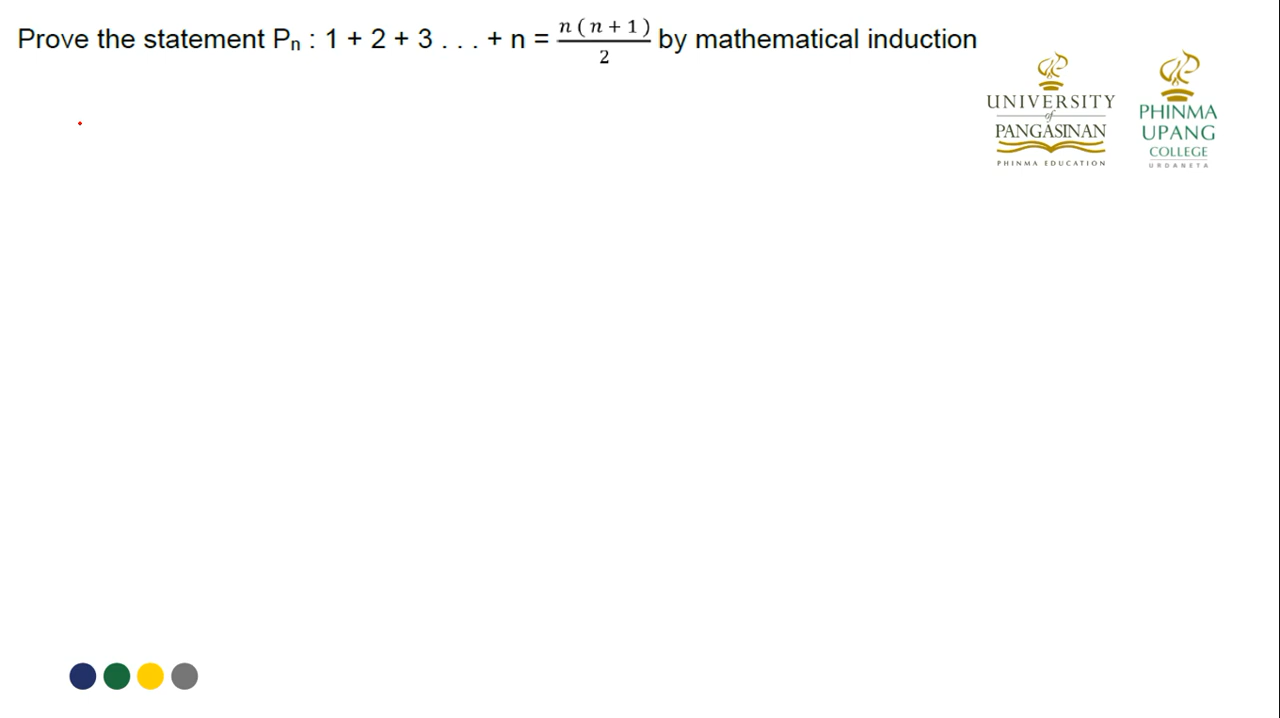 Prove the statement Pₙ : 1 + 2 + 3 . . . + n = n ( n + 1 ) / 2 by mathematical induction
UNIVERSITY
of
PANGASINAN
PHINMA EDUCATION
PHINMA
UPANG
COLLEGE
URDANETA